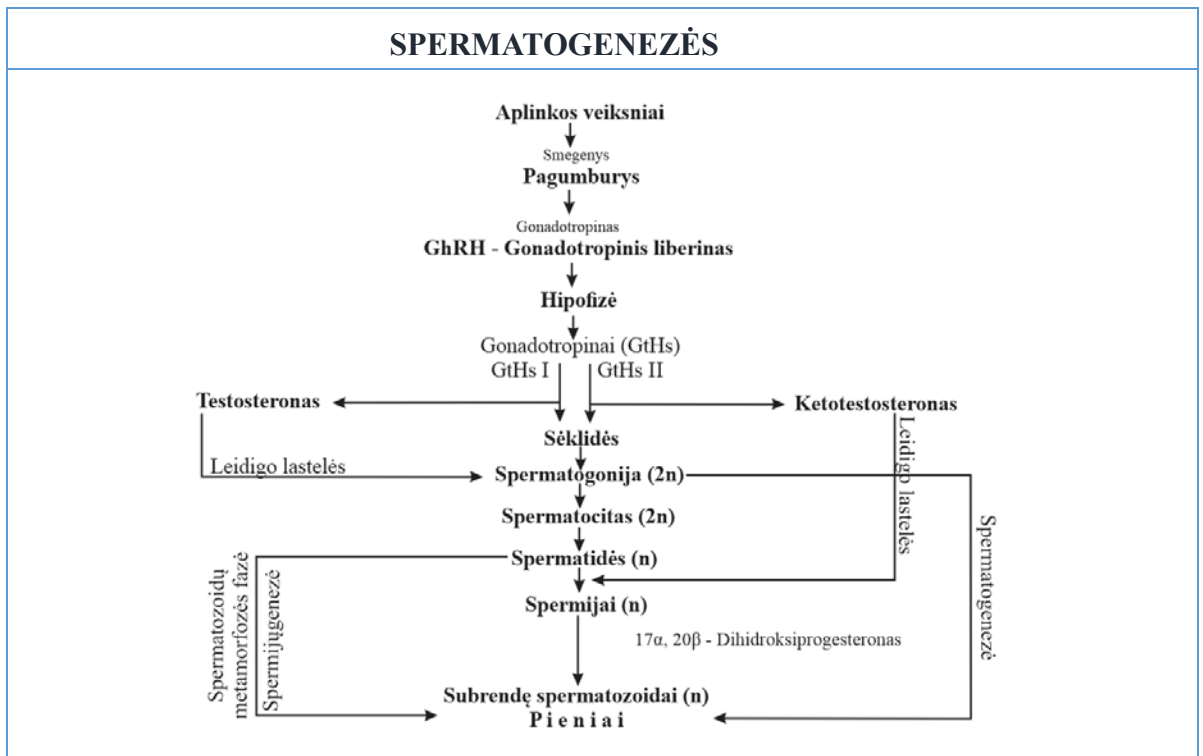 SPERMATOGENEZĖS
Aplinkos veiksniai
Smegenys
Pagumburys
Gonadotropinas
GhRH - Gonadotropinis liberinas
Hipofizė
Gonadotropinai (GtHs)
GtHs I
GtHs II
Testosteronas
Ketotestosteronas
Sėklidės
Leidigo lastelės
Leidigo lastelės
Spermatogonija (2n)
Spermatocitas (2n)
Spermatidės (n)
Spermijai (n)
Spermatozoidų
metamorfozės fazė
Spermijųgenezė
Spermatogenezė
17α, 20β - Dihidroksiprogesteronas
Subrendę spermatozoidai (n)
Pieniai